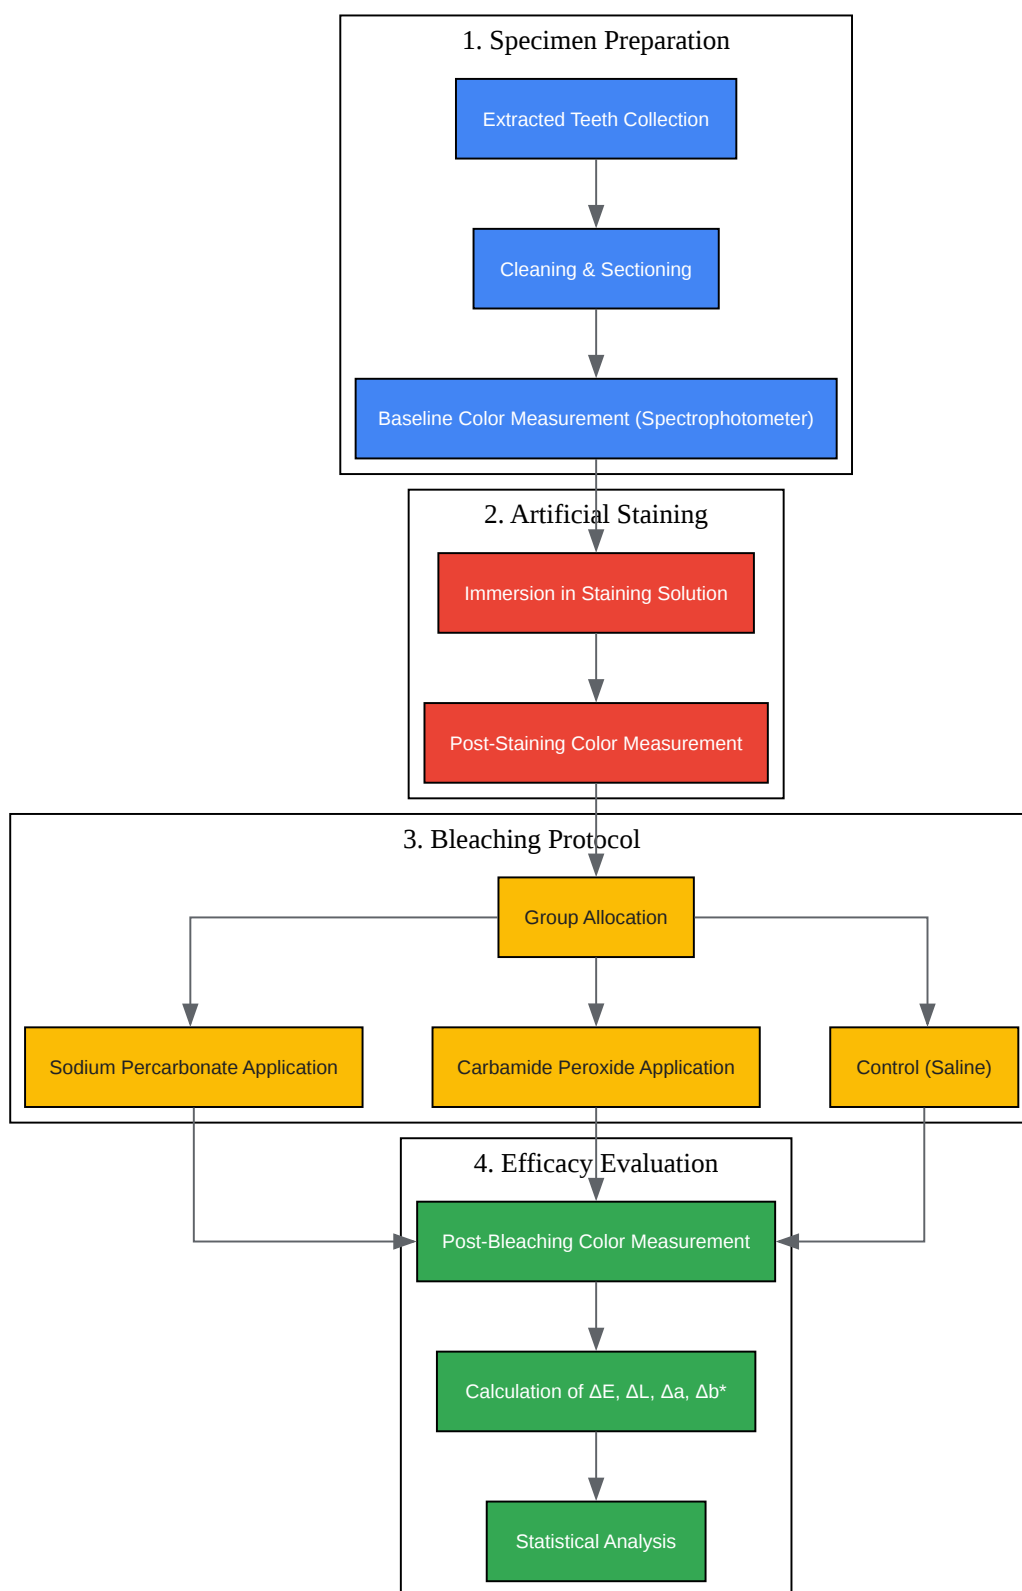 1. Specimen Preparation
Extracted Teeth Collection
Cleaning & Sectioning
Baseline Color Measurement (Spectrophotometer)
2. Artificial Staining
Immersion in Staining Solution
Post-Staining Color Measurement
3. Bleaching Protocol
Group Allocation
Sodium Percarbonate Application
Carbamide Peroxide Application
Control (Saline)
4. Efficacy Evaluation
Post-Bleaching Color Measurement
Calculation of ΔE, ΔL, Δa, Δb*
Statistical Analysis